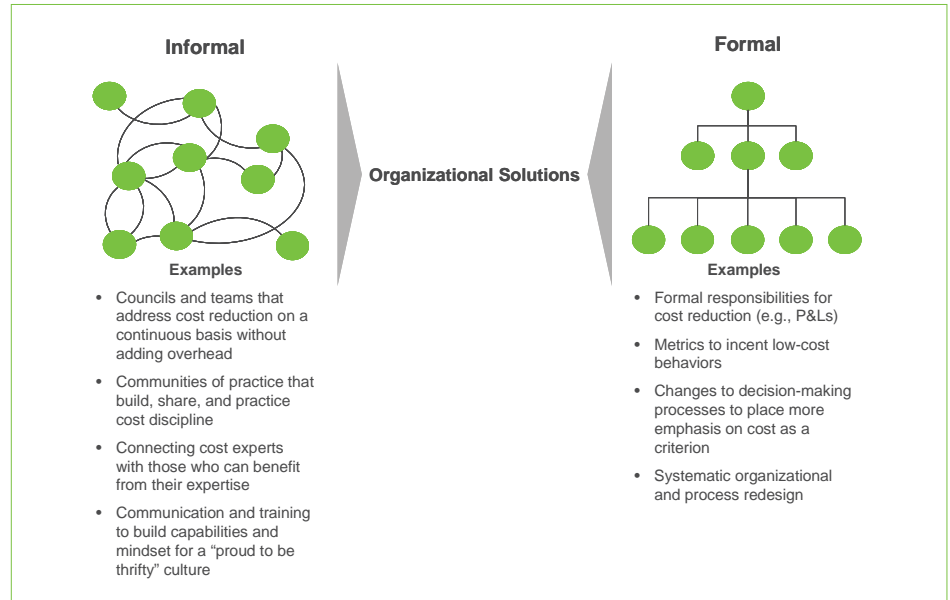 Informal
Examples
• Councils and teams that
address cost reduction on a
continuous basis without
adding overhead
• Communities of practice that
build, share, and practice
cost discipline
• Connecting cost experts
with those who can benefit
from their expertise
• Communication and training
to build capabilities and
mindset for a “proud to be
thrifty” culture
Organizational Solutions
Formal
Examples
• Formal responsibilities for
cost reduction (e.g., P&Ls)
• Metrics to incent low-cost
behaviors
• Changes to decision-making
processes to place more
emphasis on cost as a
criterion
• Systematic organizational
and process redesign